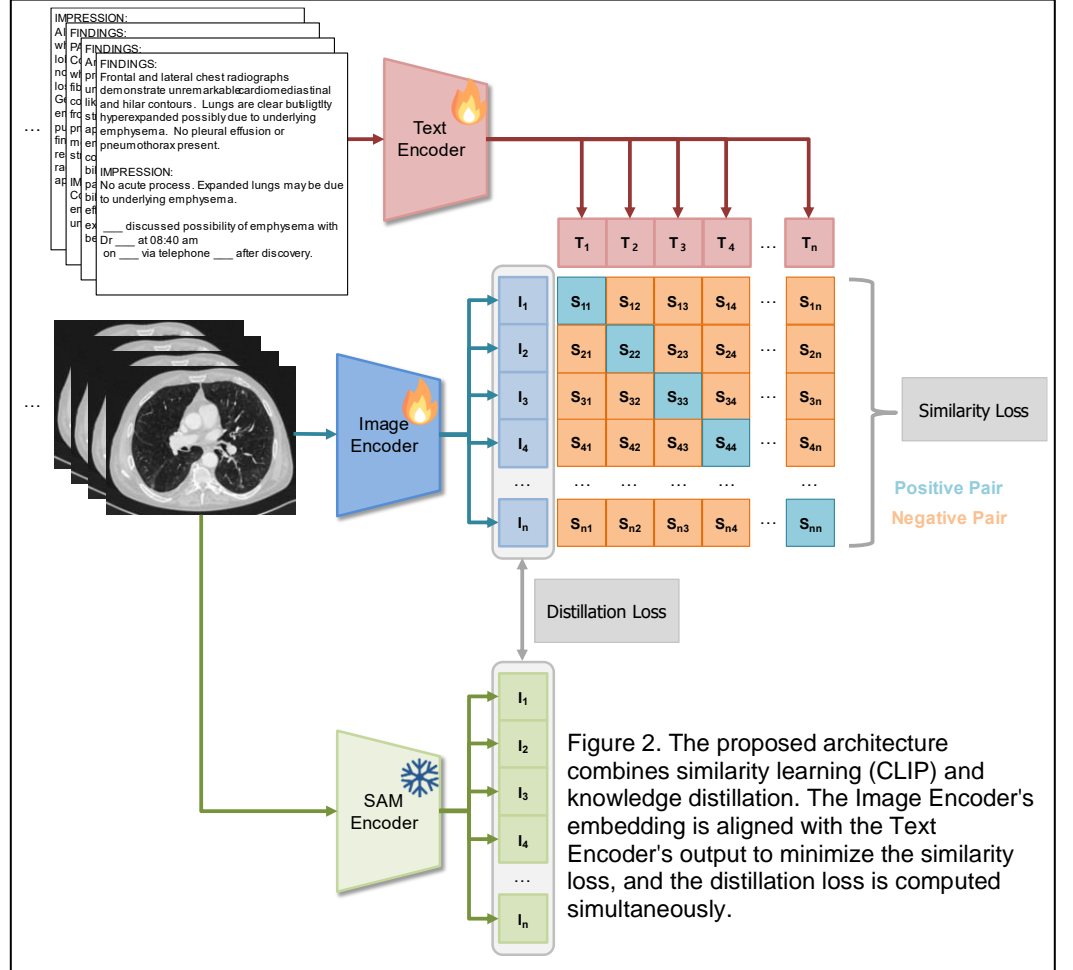 IMPRESSION:
FINDINGS:
FINDINGS:
FINDINGS:
Frontal and lateral chest radiographs
demonstrate unremarkable cardiomediastinal
and hilar contours. Lungs are clear but sligtlly
hyperexpanded possibly due to underlying
emphysema. No pleural effusion or
pneumothorax present.
IMPRESSION:
No acute process. Expanded lungs may be due
to underlying emphysema.
___ discussed possibility of emphysema with
Dr ___ at 08:40 am
on ___ via telephone ___ after discovery.
...
Text
Encoder
T1 T2 T3 T4 ... Tn
I1 S11 S12 S13 S14 ... S1n
I2 S21 S22 S23 S24 ... S2n
I3 S31 S32 S33 S34 ... S3n
I4 S41 S42 S43 S44 ... S4n
... ... ... ... ... ...
In Sn1 Sn2 Sn3 Sn4 ... Snn
...
Image
Encoder
Similarity Loss
Positive Pair
Negative Pair
Distillation Loss
SAM
Encoder
I1
I2
I3
I4
...
In
Figure 2. The proposed architecture
combines similarity learning (CLIP) and
knowledge distillation. The Image Encoder's
embedding is aligned with the Text
Encoder's output to minimize the similarity
loss, and the distillation loss is computed
simultaneously.